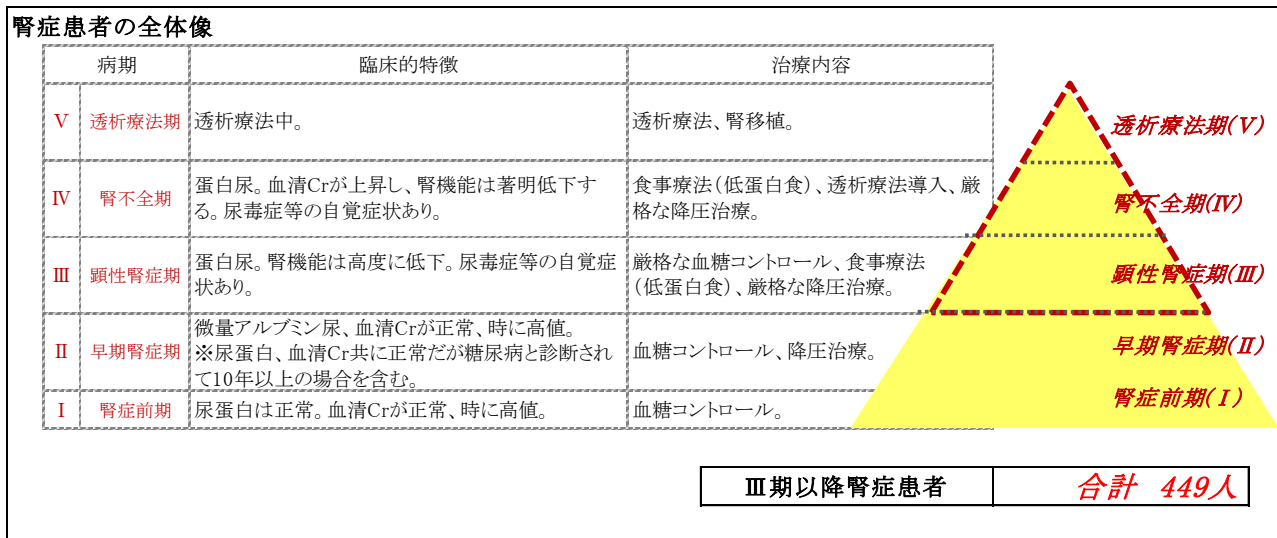 腎症患者の全体像
病期 臨床的特徴 治療内容
Ⅴ 透析療法期 透析療法中。 透析療法、腎移植。
Ⅳ 腎不全期 蛋白尿。血清Crが上昇し、腎機能は著明低下す
る。尿毒症等の自覚症状あり。
食事療法(低蛋白食)、透析療法導入、厳
格な降圧治療。
Ⅲ 顕性腎症期 蛋白尿。腎機能は高度に低下。尿毒症等の自覚症
状あり。
厳格な血糖コントロール、食事療法
(低蛋白食)、厳格な降圧治療。
Ⅱ 早期腎症期 微量アルブミン尿、血清Crが正常、時に高値。
※尿蛋白、血清Cr共に正常だが糖尿病と診断され
て10年以上の場合を含む。
血糖コントロール、降圧治療。
Ⅰ 腎症前期 尿蛋白は正常。血清Crが正常、時に高値。 血糖コントロール。
透析療法期(Ⅴ)
腎不全期(Ⅳ)
顕性腎症期(Ⅲ)
早期腎症期(Ⅱ)
腎症前期(Ⅰ)
Ⅲ期以降腎症患者 合計 449人